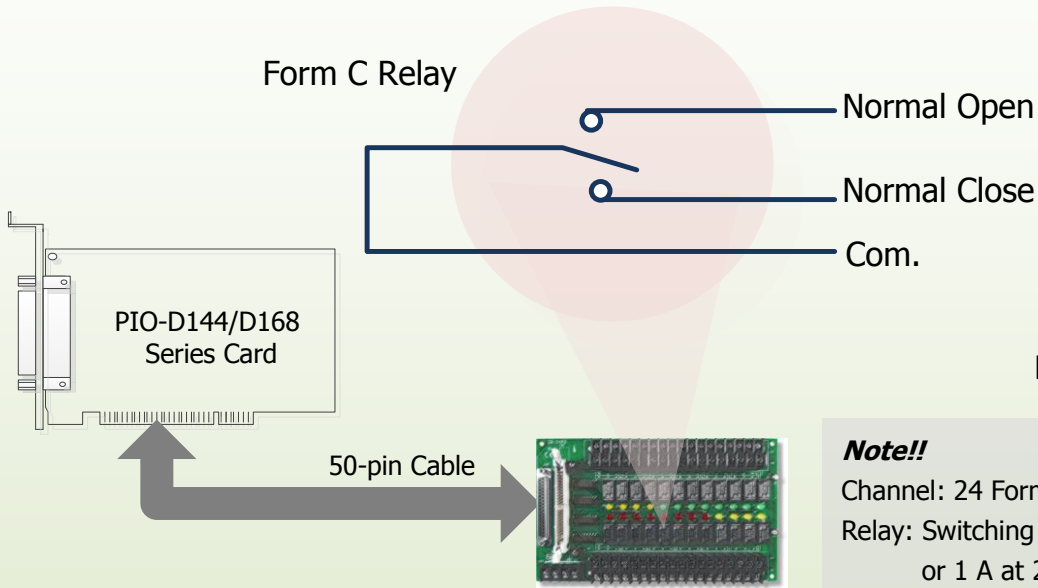 Form C Relay
Normal Open
Normal Close
Com.
PIO-D144/D168
Series Card
50-pin Cable
Note!!
Channel: 24 Form
Relay: Switching
or 1 A at 2